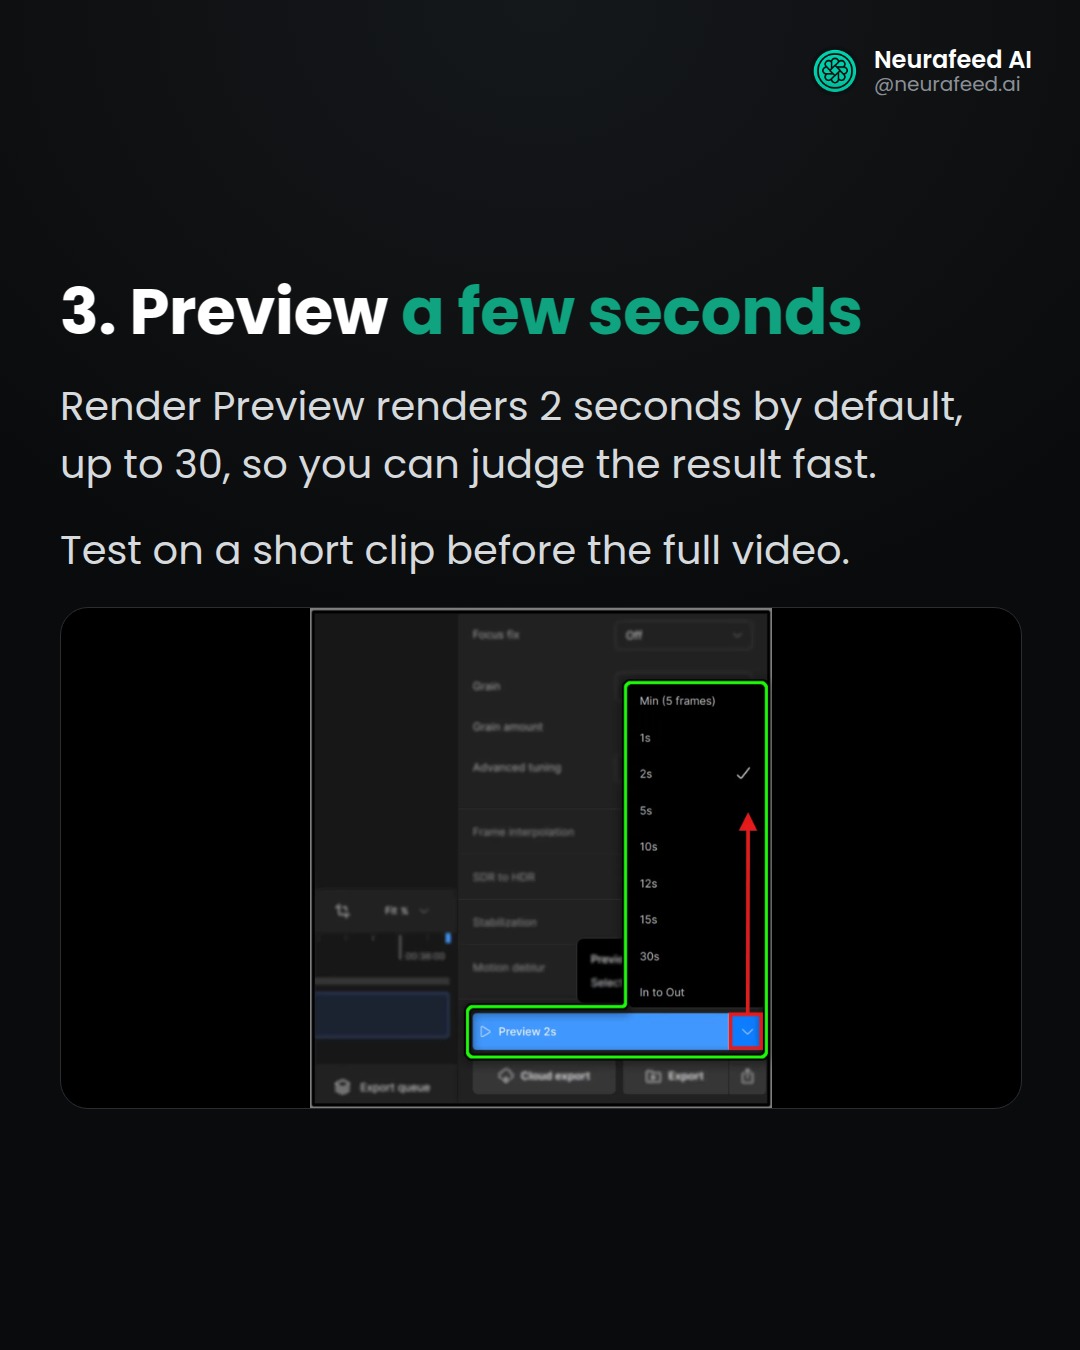 Neurafeed AI
@neurafeed.ai
3. Preview a few seconds
Render Preview renders 2 seconds by default,
up to 30, so you can judge the result fast.
Test on a short clip before the full video.
Focus fix
Off
Grain
Grain amount
Advanced tuning
Frame interpolation
SDR to HDR
Stabilization
Motion deblur
Min (5 frames)
1s
2s
5s
10s
12s
15s
30s
In to Out
Fit %
Preview 2s
Cloud export
Export
Export queue